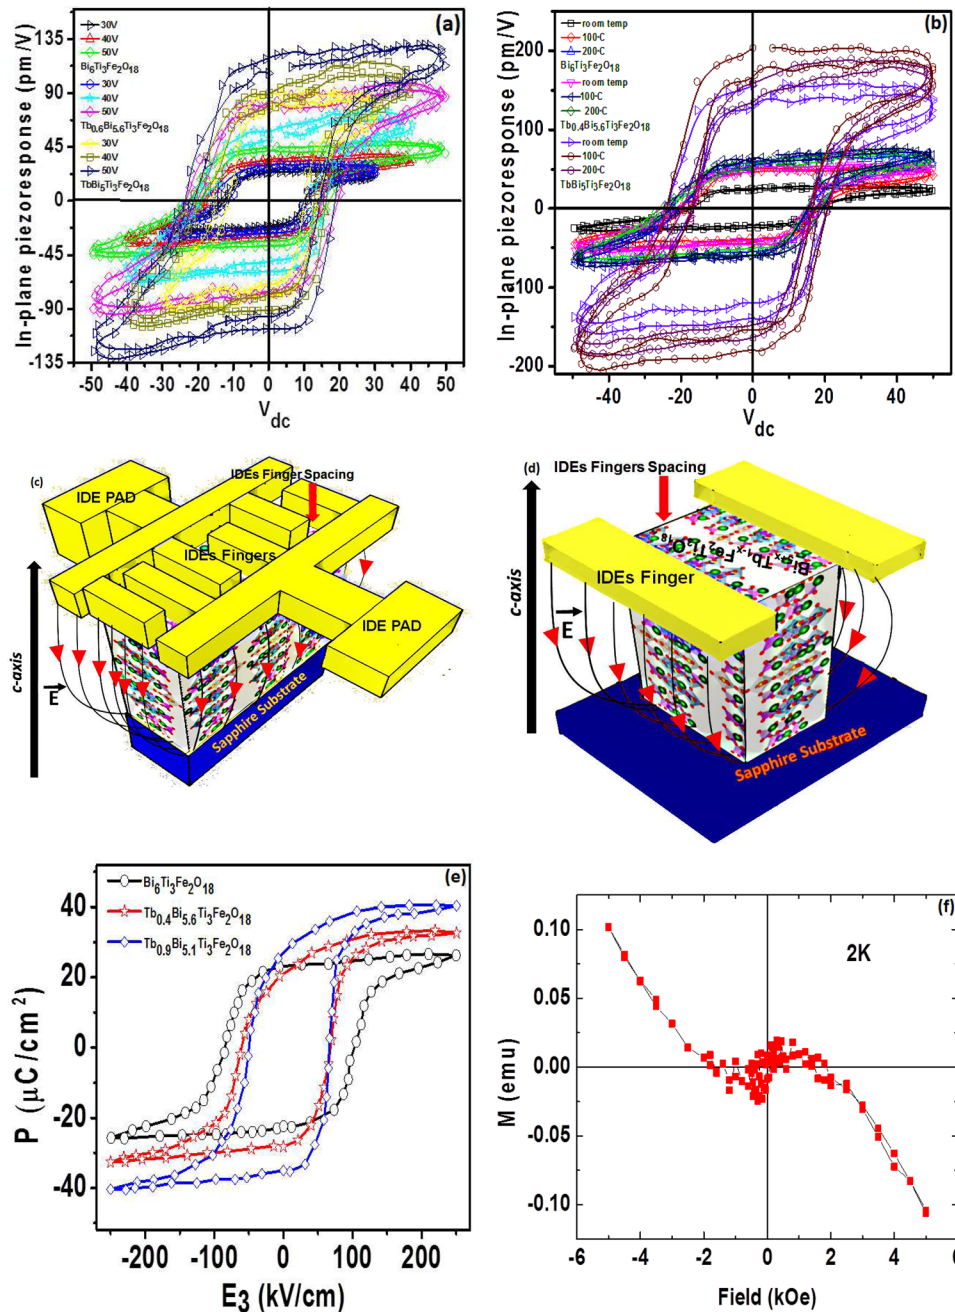 (a)
In-plane piezoresponse (pm/V)
135
90
45
0
-45
-90
-135
30V
40V
50V
Bi6Ti3Fe2O18
30V
40V
50V
Tb0.6Bi5.6Ti3Fe2O18
30V
40V
50V
TbBi5Ti3Fe2O18
-50 -40 -30 -20 -10 0 10 20 30 40 50
Vdc
(b)
In-plane piezoresponse (pm/V)
200
100
0
-100
-200
room temp
100◦C
200◦C
Bi6Ti3Fe2O18
room temp
100◦C
200◦C
Tb0.4Bi5.6Ti3Fe2O18
room temp
100◦C
200◦C
TbBi5Ti3Fe2O18
-40 -20 0 20 40
Vdc
(c)
IDE PAD
IDEs Finger Spacing
IDEs Fingers
IDE PAD
c-axis
E
Sapphire Substrate
(d)
IDEs Fingers Spacing
IDEs Finger
c-axis
E
Sapphire Substrate
(e)
P (μC/cm2)
40
20
0
-20
-40
Bi6Ti3Fe2O18
Tb0.4Bi5.6Ti3Fe2O18
Tb0.9Bi5.1Ti3Fe2O18
-200 -100 0 100 200
E3 (kV/cm)
(f)
2K
M (emu)
0.10
0.05
0.00
-0.05
-0.10
-6 -4 -2 0 2 4 6
Field (kOe)